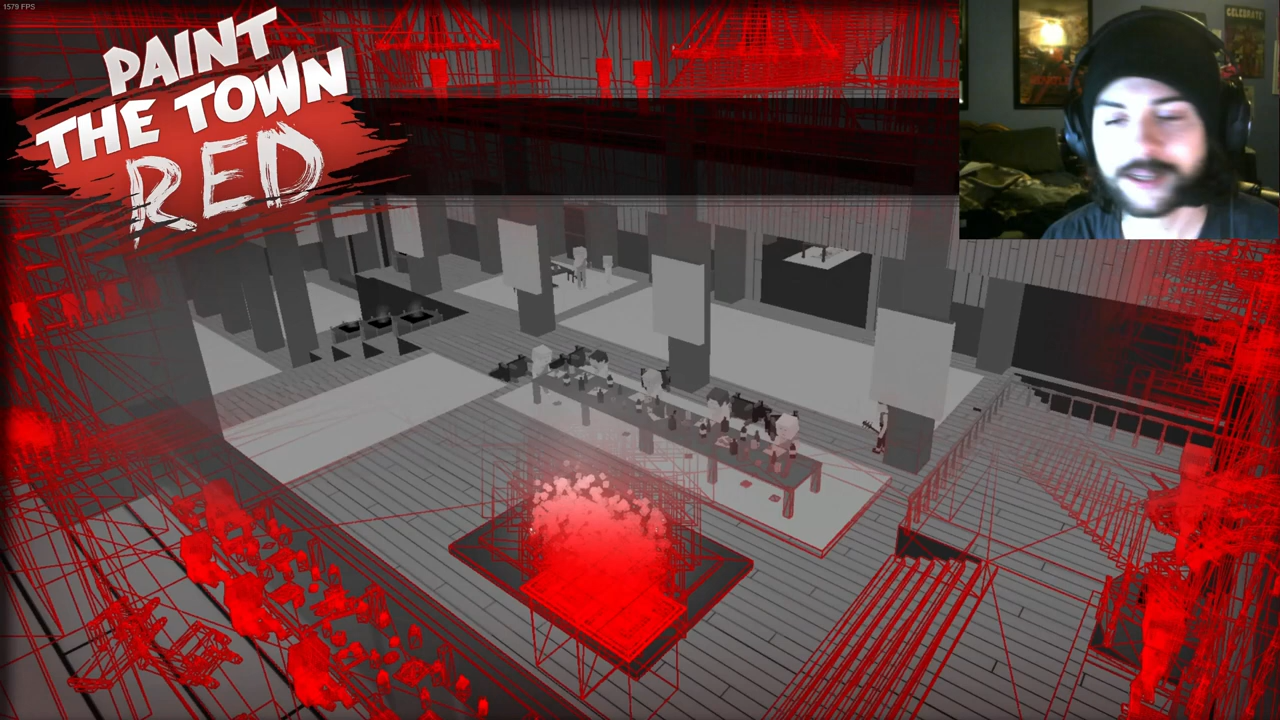 1579 FPS
PAINT
THE TOWN
RED
CELEBRATE